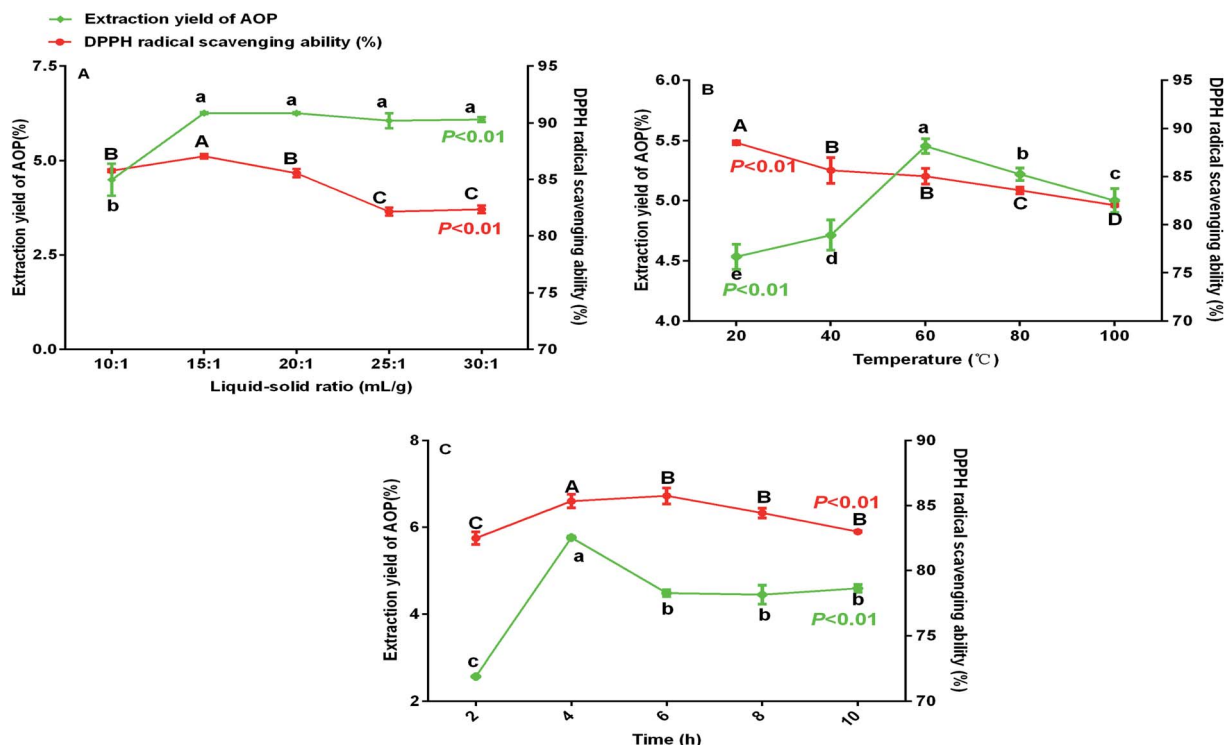 Extraction yield of AOP
DPPH radical scavenging ability (%)
A
7.5
5.0
2.5
0.0
Extraction yield of AOP(%)
95
90
85
80
75
70
DPPH radical scavenging ability (%)
a a a a
B A B C C
b
P<0.01
P<0.01
10:1 15:1 20:1 25:1 30:1
Liquid-solid ratio (mL/g)
B
6.0
5.5
5.0
4.5
4.0
Extraction yield of AOP(%)
95
90
85
80
75
70
DPPH radical scavenging ability (%)
A B a b c
P<0.01
e d B C D
P<0.01
20 40 60 80 100
Temperature (℃)
C
8
6
4
2
Extraction yield of AOP(%)
90
85
80
75
70
DPPH radical scavenging ability (%)
C A B B B
P<0.01
c a b b b
P<0.01
2 4 6 8 10
Time (h)